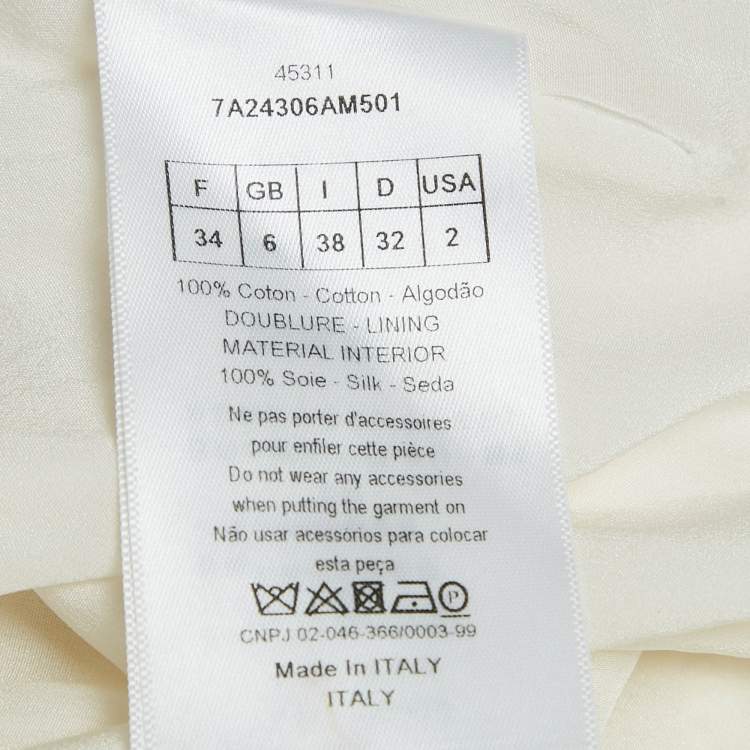 45311
7A24306AM501
F GB I D USA
34 6 38 32 2
100% Coton - Cotton - Algodão
DOUBLURE - LINING
MATERIAL INTERIOR
100% Soie - Silk - Seda
Ne pas porter d'accessoires
pour enfiler cette pièce
Do not wear any accessories
when putting the garment on
Não usar acessórios para colocar
esta peça
P
CNPJ 02-046-366/0003-99
Made In ITALY
ITALY